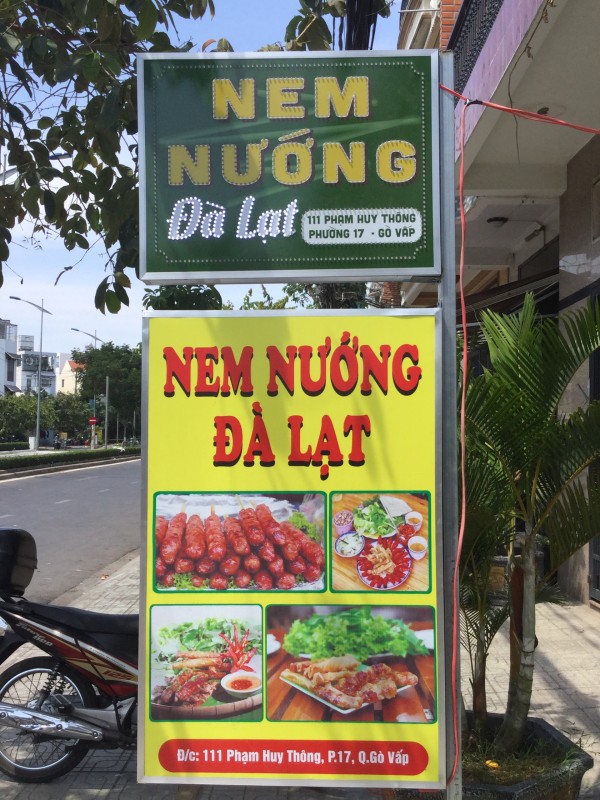 NEM
NƯỚNG
Đà Lạt
111 PHẠM HUY THÔNG
PHƯỜNG 17 - GÒ VẤP
NEM NƯỚNG
ĐÀ LẠT
Đ/c: 111 Phạm Huy Thông, P.17, Q.Gò Vấp